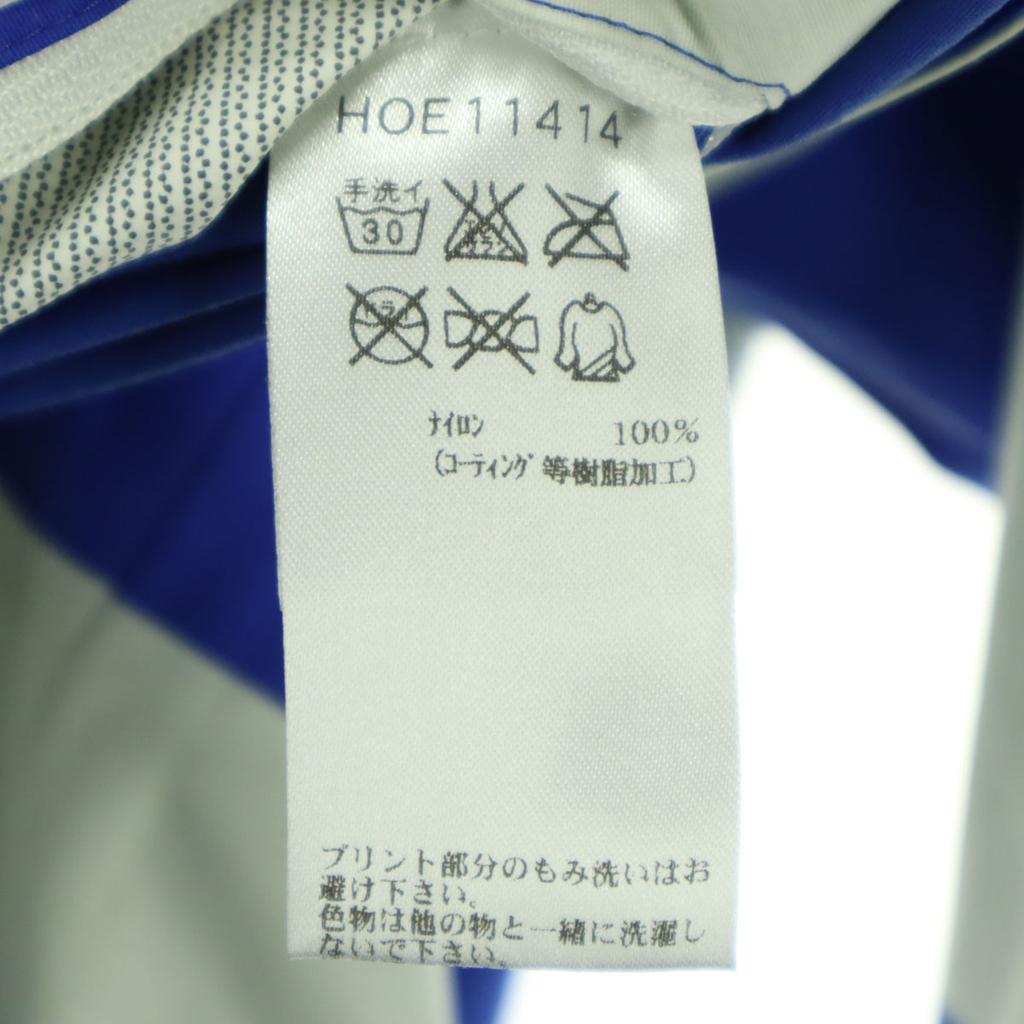 HOE11414
手洗イ
30
ナイロン 100%
(コーティング等樹脂加工)
プリント部分のもみ洗いはお
避け下さい。
色物は他の物と一緒に洗濯し
ないで下さい。